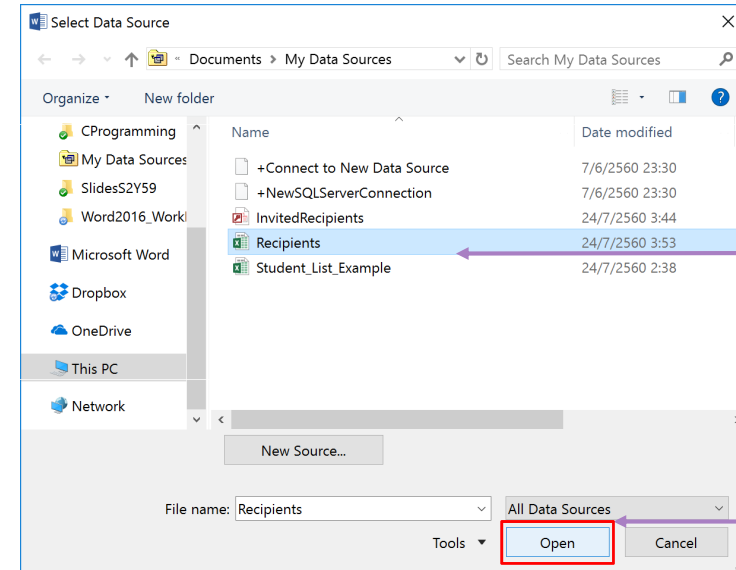 Select Data Source
« Documents > My Data Sources
Search My Data Sources
Organize
New folder
?
CProgramming
My Data Sources
SlidesS2Y59
Microsoft Word
Dropbox
OneDrive
This PC
Network
Name Date modified
+Connect to New Data Source 7/6/2560 23:30
+NewSQLServerConnection 7/6/2560 23:30
InvitedRecipients 24/7/2560 3:44
Recipients 24/7/2560 3:53
Student_List_Example 24/7/2560 2:38
New Source...
File name: Recipients All Data Sources
Tools Open Cancel